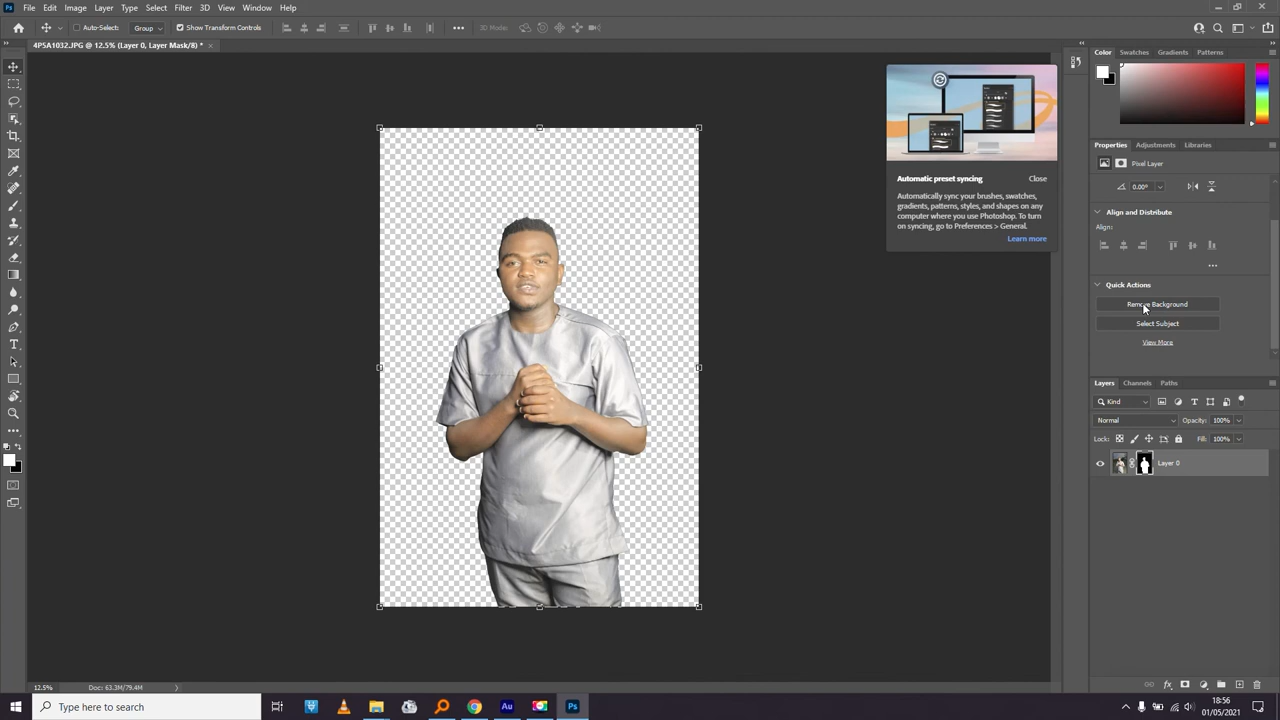 Ps File Edit Image Layer Type Select Filter 3D View Window Help
Auto-Select: Group Show Transform Controls 3D Mode:
4PSA1032.JPG @ 12.5% (Layer 0, Layer Mask/8) *
Color Swatches Gradients Patterns
Properties Adjustments Libraries
Pixel Layer
Automatic preset syncing Close
0.00°
Automatically sync your brushes, swatches,
gradients, patterns, styles, and shapes on any
computer where you use Photoshop. To turn
on syncing, go to Preferences > General.
Learn more
Align and Distribute
Align:
Quick Actions
Remove Background
Select Subject
View More
Layers Channels Paths
Kind
Normal Opacity: 100%
Lock: Fill: 100%
Layer 0
12.5% Doc: 63.3M/79.4M
Type here to search
Au Ps
18:56
01/05/2021